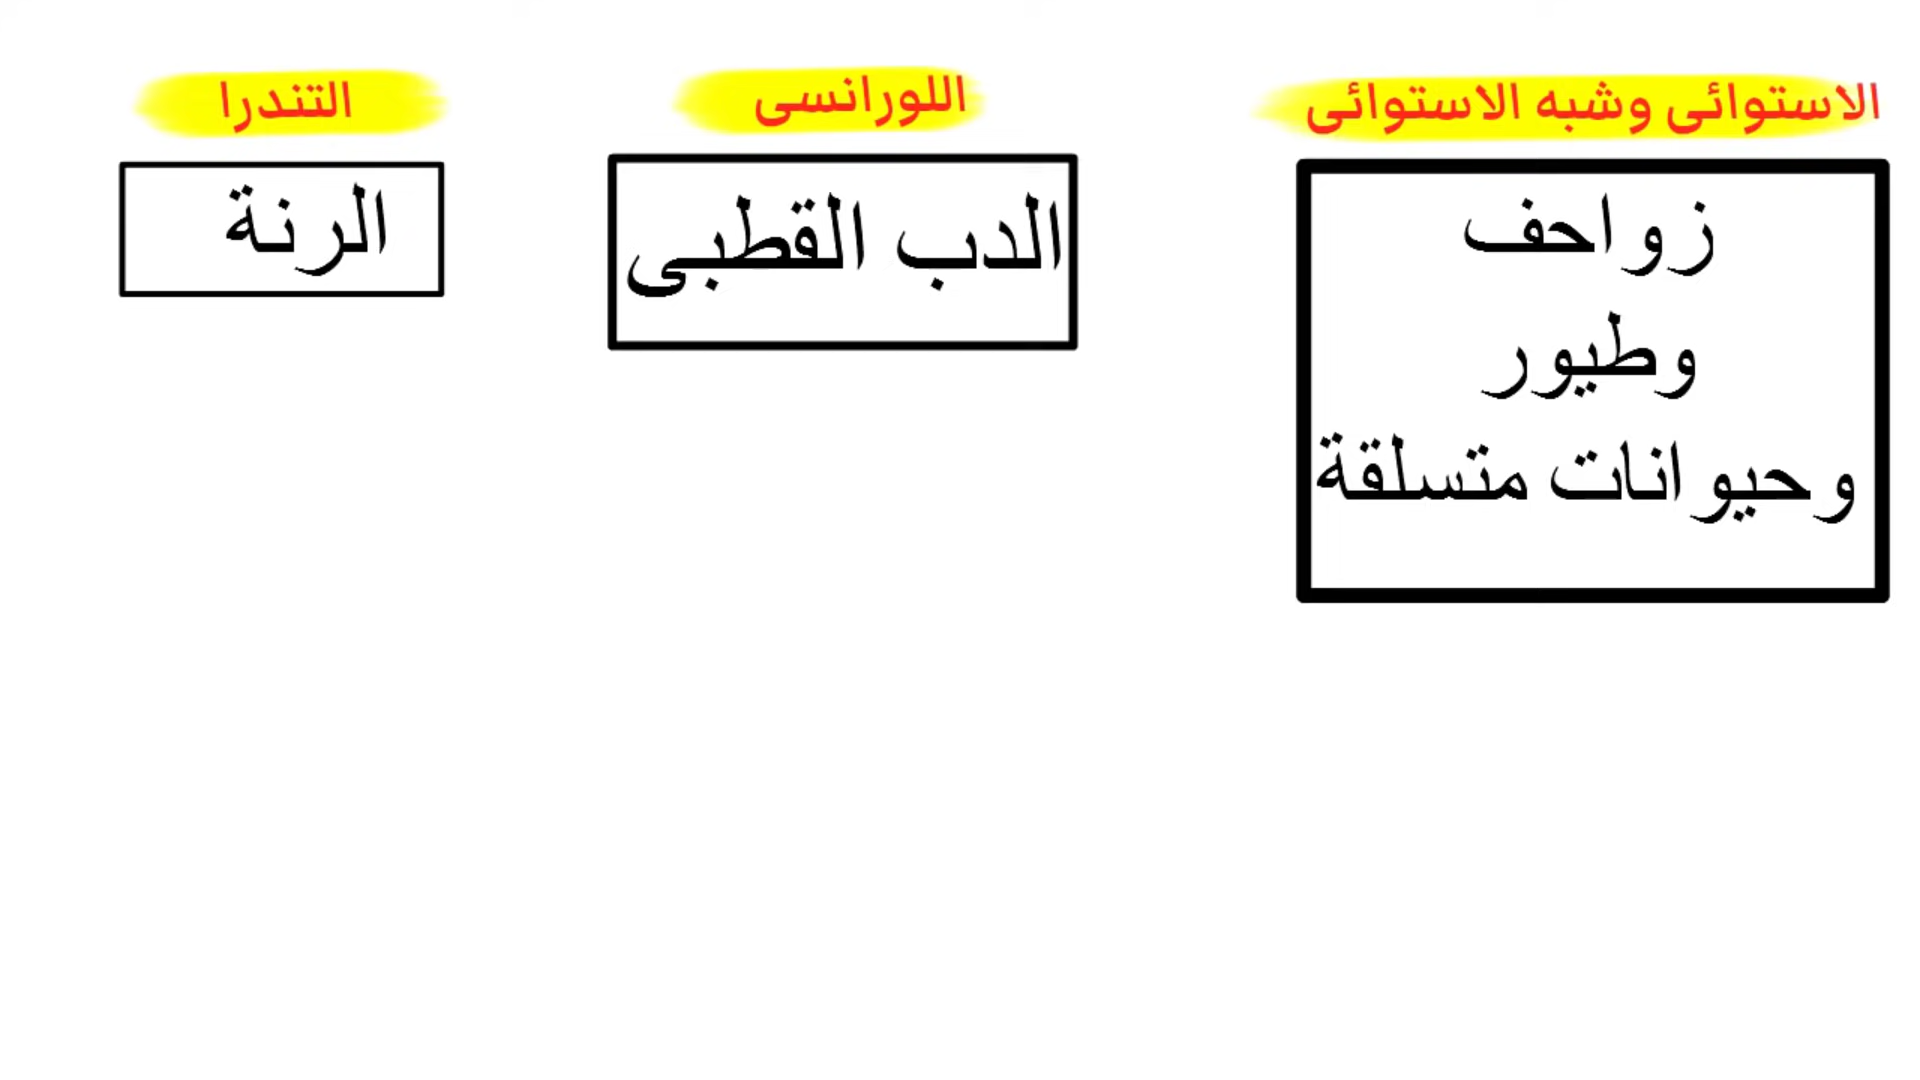 الاستوائى وشبه الاستوائى
زواحف
وطيور
وحيوانات متسلقة
اللورانسى
الدب القطبى
التندرا
الرنة